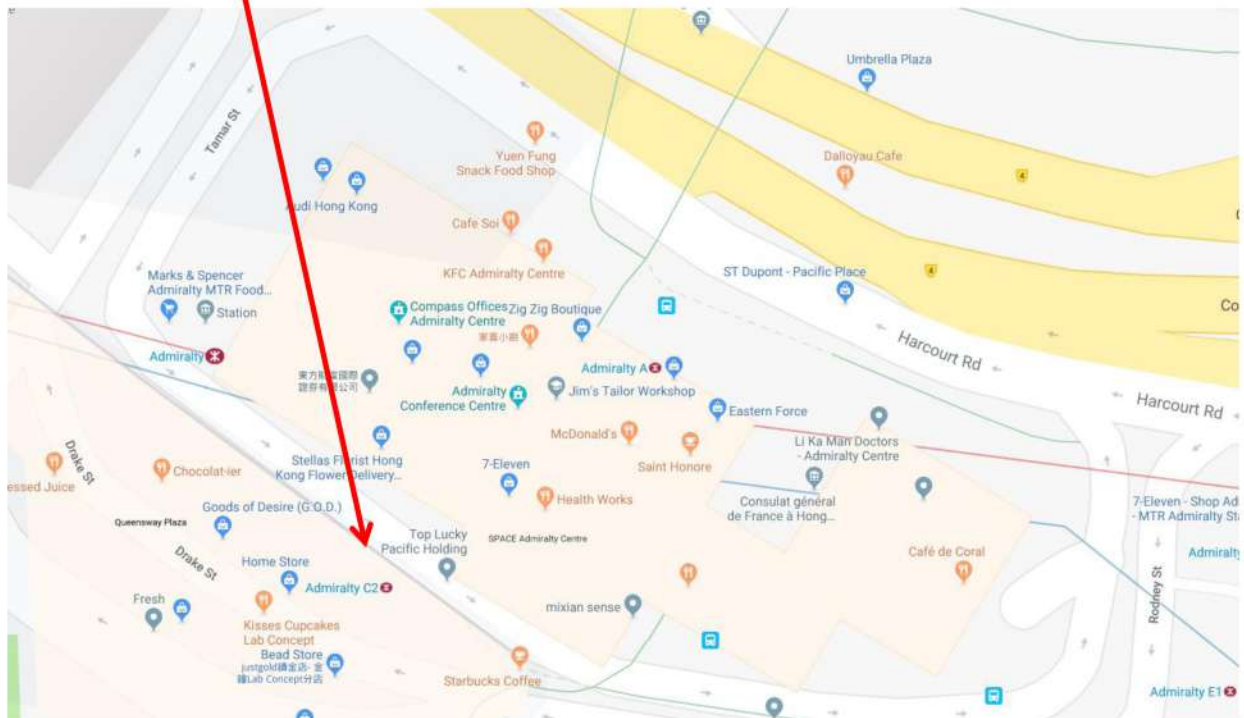 Umbrella Plaza
Tamar St
Yuen Fung
Snack Food Shop
Dalloyau Cafe
4
Audi Hong Kong
Cafe Soi
KFC Admiralty Centre
ST Dupont - Pacific Place
4
Co
Marks & Spencer
Admiralty MTR Food...
Station
Compass Offices
Admiralty Centre
Zig Zig Boutique
Harcourt Rd
Admiralty
Admiralty A
Harcourt Rd
Admiralty
Conference Centre
Jim's Tailor Workshop
Eastern Force
McDonald's
Li Ka Man Doctors
- Admiralty Centre
Drake St
Stellas Florist Hong
Kong Flower Delivery...
7-Eleven
Saint Honore
essed Juice
Chocolat-ier
Health Works
Consulat général
de France à Hong...
7-Eleven - Shop Ad
- MTR Admiralty Sta
Goods of Desire (G.O.D.)
Queensway Plaza
Top Lucky
Pacific Holding
SPACE Admiralty Centre
Drake St
Home Store
Café de Coral
Admiralty
Admiralty C2
Fresh
mixian sense
Rodney St
Kisses Cupcakes
Lab Concept
Bead Store
Starbucks Coffee
Admiralty E1